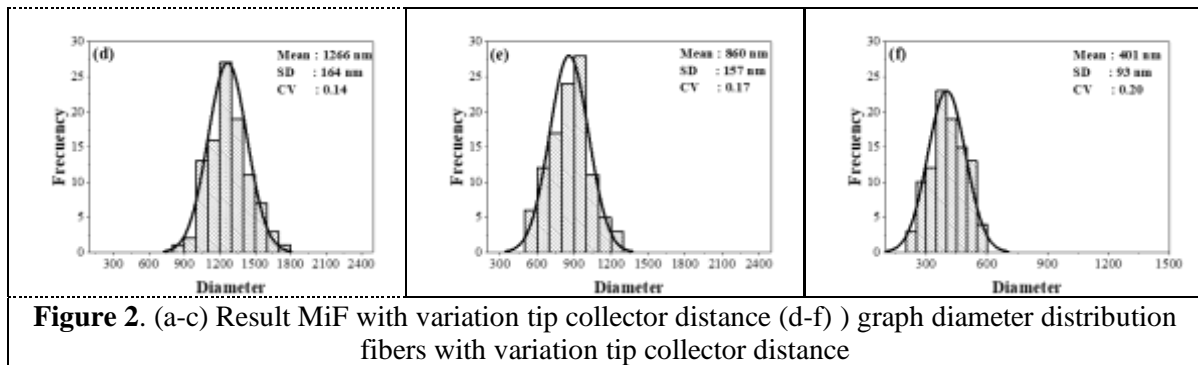 (d)
Mean : 1266 nm
SD : 164 nm
CV : 0.14
Frecuency
30
25
20
15
10
5
0
300 600 900 1200 1500 1800 2100 2400
Diameter
(e)
Mean : 860 nm
SD : 157 nm
CV : 0.17
Frecuency
30
25
20
15
10
5
0
300 600 900 1200 1500 1800 2100 2400
Diameter
(f)
Mean : 401 nm
SD : 93 nm
CV : 0.20
Frecuency
30
25
20
15
10
5
0
300 600 900 1200 1500
Diameter
Figure 2. (a-c) Result MiF with variation tip collector distance (d-f) ) graph diameter distribution
fibers with variation tip collector distance